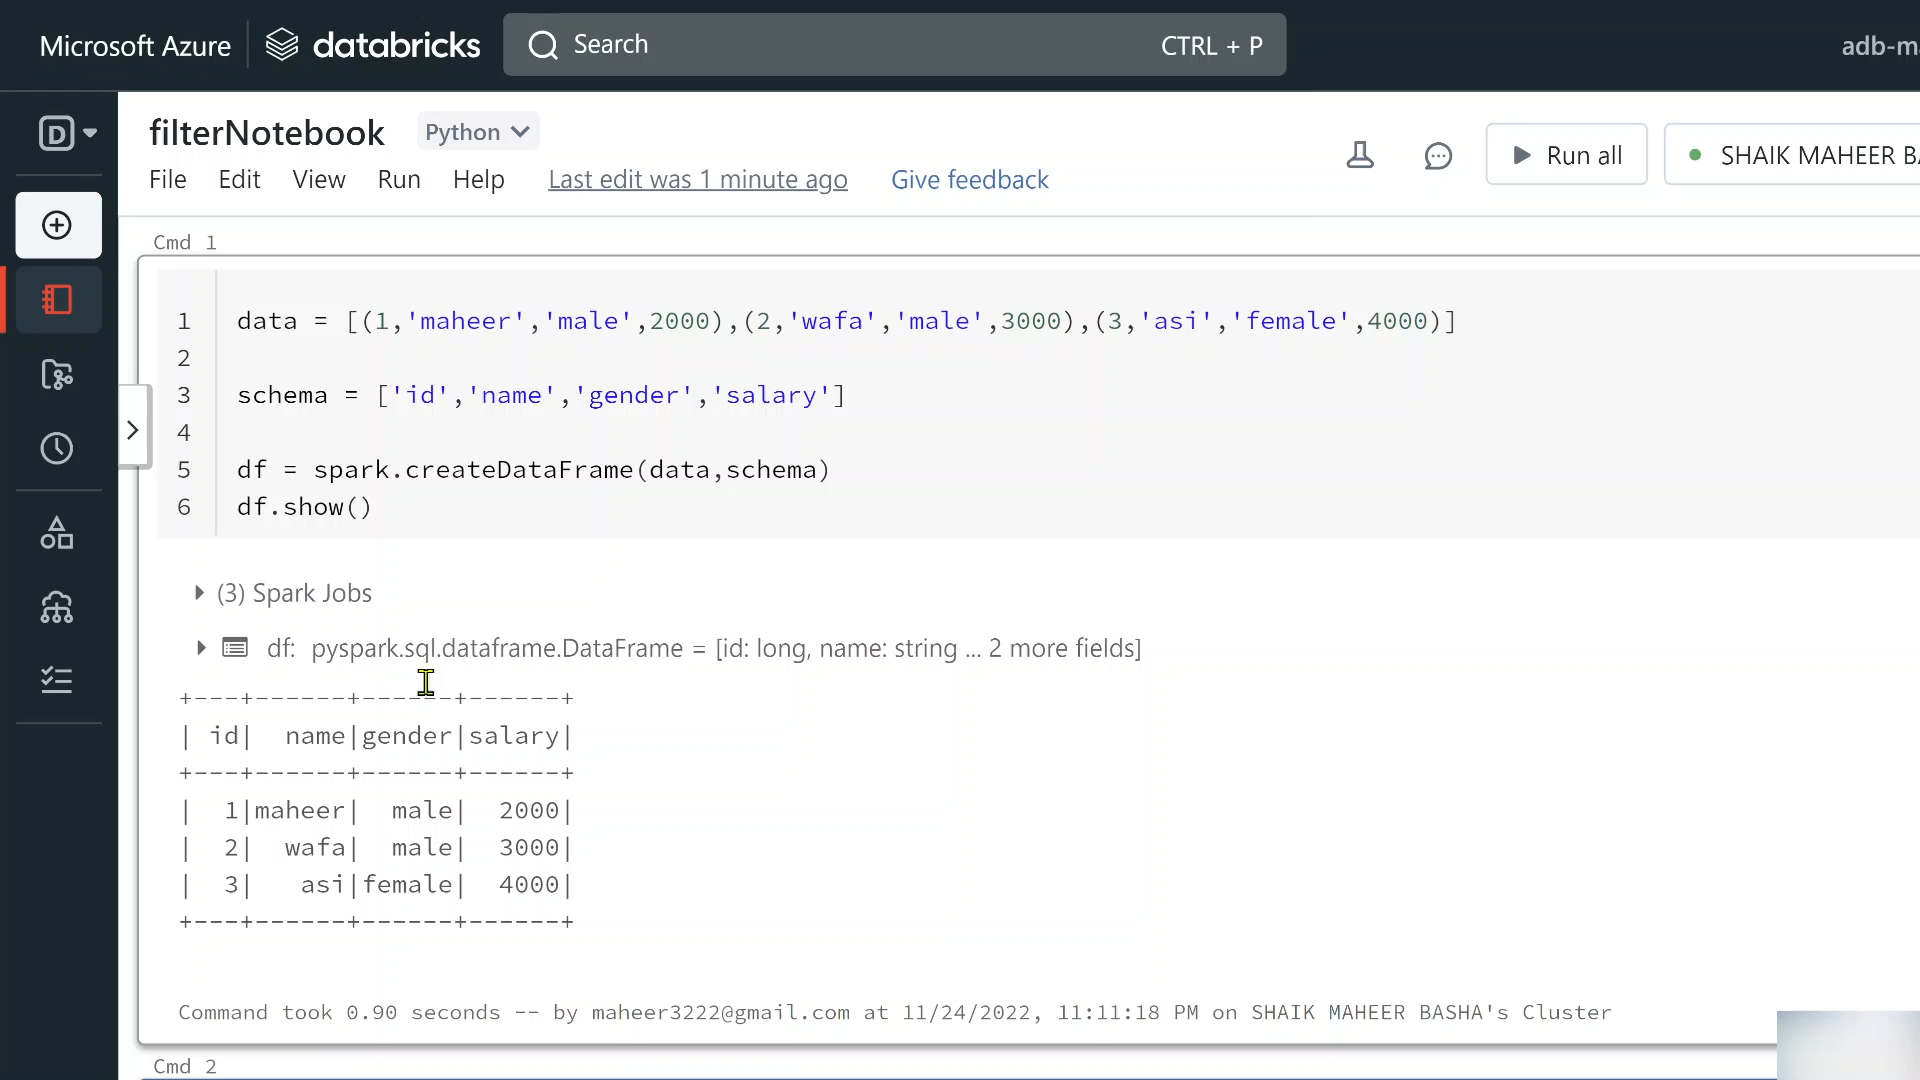 Microsoft Azure databricks Search CTRL + P adb-ma
D filterNotebook Python
File Edit View Run Help Last edit was 1 minute ago Give feedback Run all SHAIK MAHEER BA
Cmd 1
1 data = [(1,'maheer','male',2000),(2,'wafa','male',3000),(3,'asi','female',4000)]
2
3 schema = ['id','name','gender','salary']
4
5 df = spark.createDataFrame(data,schema)
6 df.show()
(3) Spark Jobs
df: pyspark.sql.dataframe.DataFrame = [id: long, name: string ... 2 more fields]
+---+------+------+------+
| id|  name|gender|salary|
+---+------+------+------+
|  1|maheer|  male|  2000|
|  2|  wafa|  male|  3000|
|  3|   asi|female|  4000|
+---+------+------+------+
Command took 0.90 seconds -- by maheer3222@gmail.com at 11/24/2022, 11:11:18 PM on SHAIK MAHEER BASHA's Cluster
Cmd 2